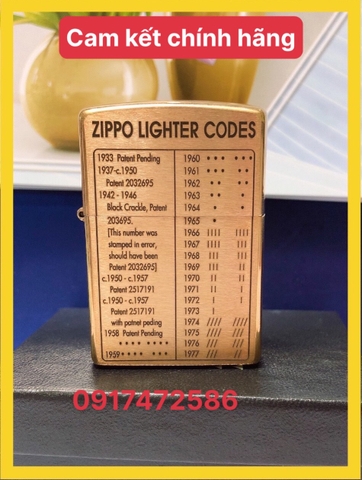 Cam kết chính hãng
ZIPPO LIGHTER CODES
1933 Patent Pending
1937-c.1950
Patent 2032695
1942 - 1946
Black Crackle, Patent
203695.
[This number was
stamped in error,
should have been
Patent 2032695]
c.1950 - c.1957
Patent 2517191
c.1950 - c.1957
Patent 2517191
with patnet peding
1958 Patent Pending
•••• ••••
1959 •••• •••
1960 ••• •••
1961 ••• ••
1962 •• ••
1963 •• •
1964 • •
1965 •
1966 |||| ||||
1967 |||| |||
1968 ||| |||
1969 ||| ||
1970 || ||
1971 || |
1972 | |
1973 |
1974 //// ////
1975 //// ///
1976 /// ///
1977 /// //
0917472586